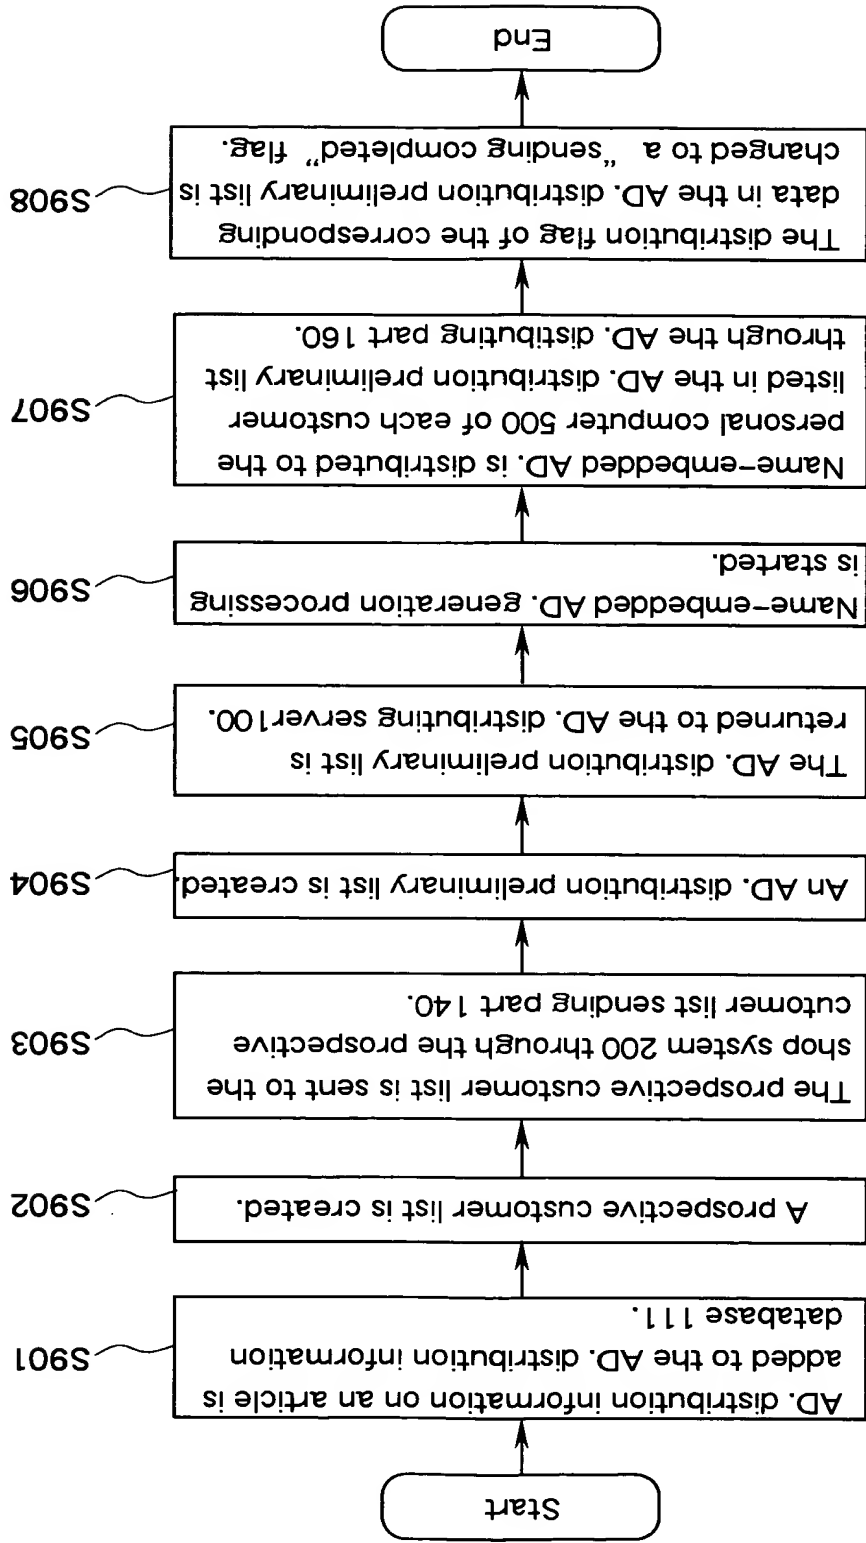 Start
AD. distribution information on an article is
added to the AD. distribution information
database 111.
S901
A prospective customer list is created.
S902
The prospective customer list is sent to the
shop system 200 through the prospective
cutomer list sending part 140.
S903
An AD. distribution preliminary list is created.
S904
The AD. distribution preliminary list is
returned to the AD. distributing server100.
S905
Name-embedded AD. generation processing
is started.
S906
Name-embedded AD. is distributed to the
personal computer 500 of each customer
listed in the AD. distribution preliminary list
through the AD. distributing part 160.
S907
The distribution flag of the corresponding
data in the AD. distribution preliminary list is
changed to a "sending completed" flag.
S908
End